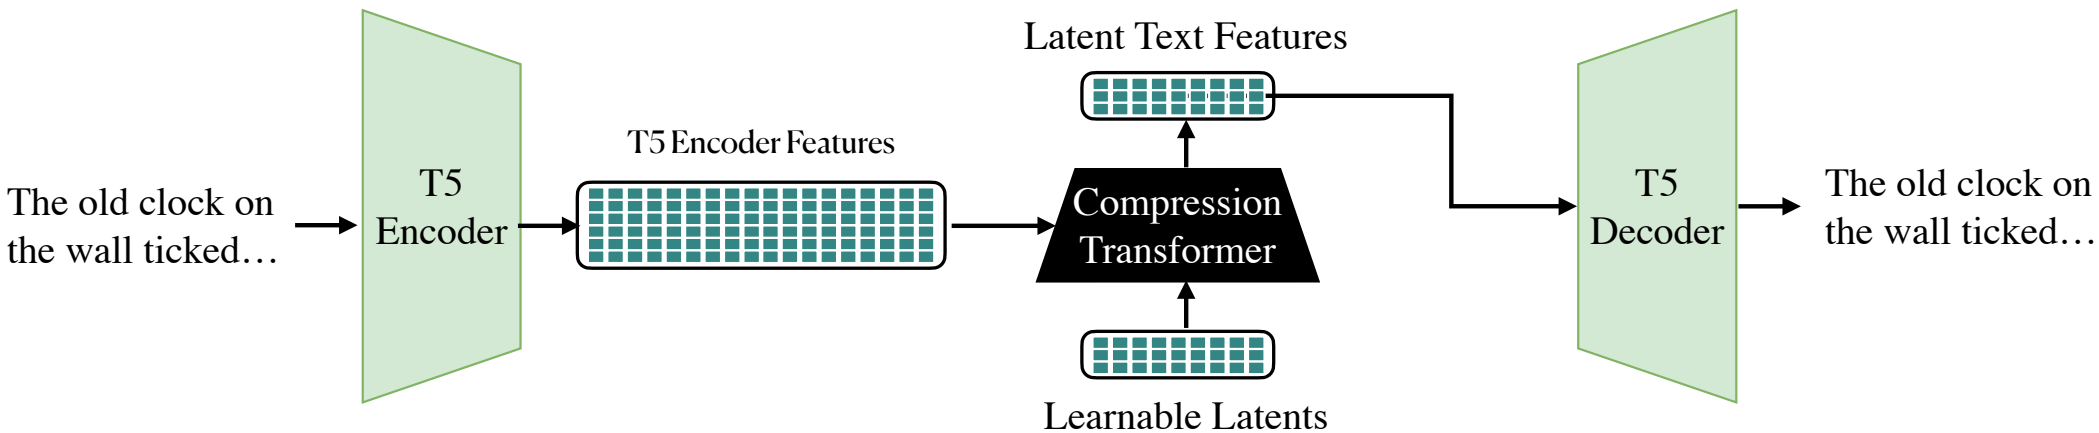 The old clock on
the wall ticked…
T5
Encoder
T5 Encoder Features
Latent Text Features
Compression
Transformer
Learnable Latents
T5
Decoder
The old clock on
the wall ticked…